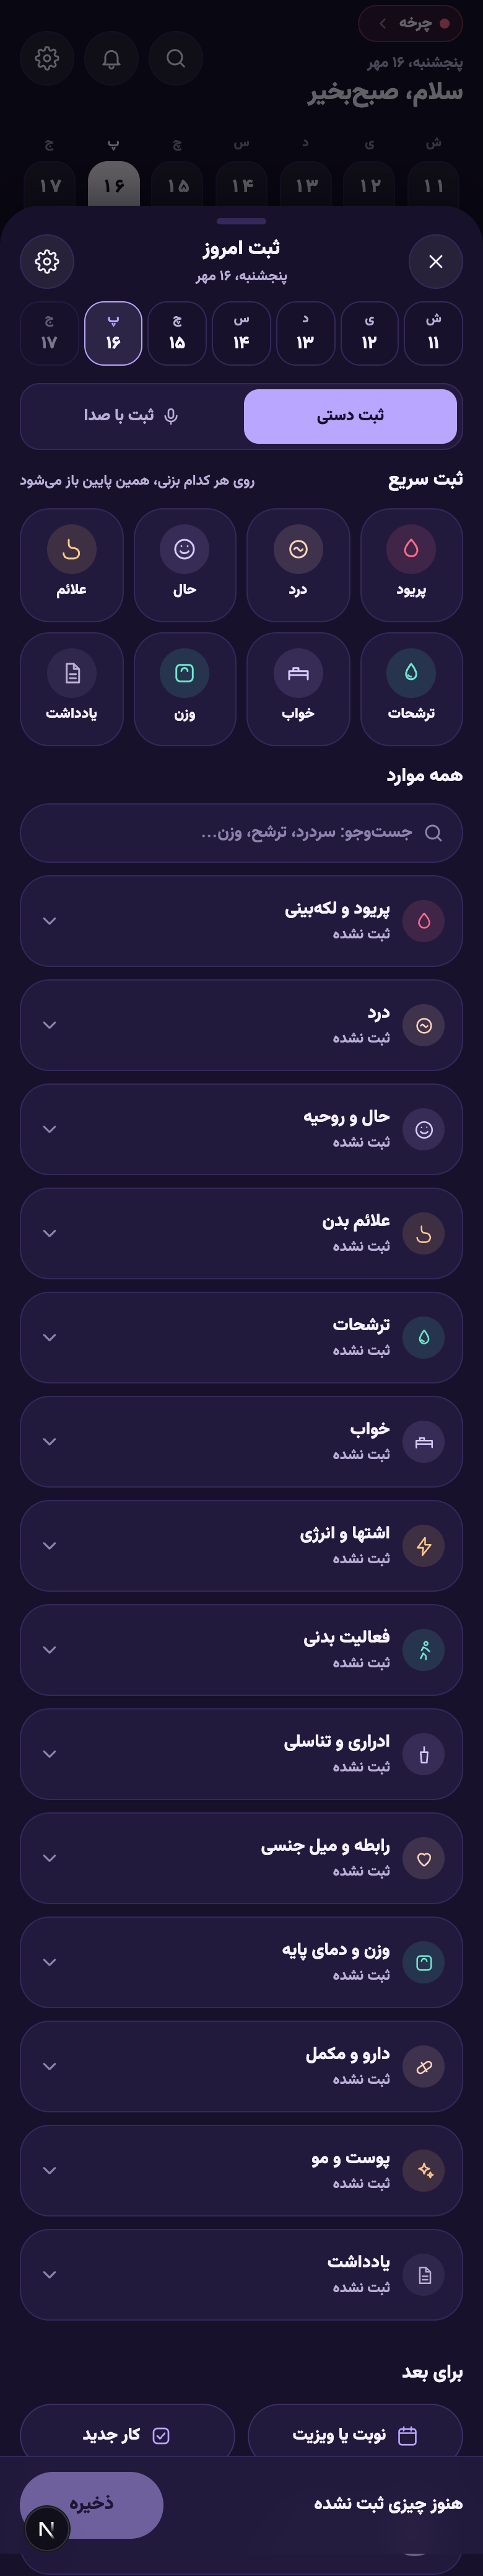 چرخه
پنجشنبه، ۱۶ مهر
سلام، صبح‌بخیر
ش ی د س چ پ ج
۱۱ ۱۲ ۱۳ ۱۴ ۱۵ ۱۶ ۱۷
ثبت امروز
پنجشنبه، ۱۶ مهر
ش ی د س چ پ ج
۱۱ ۱۲ ۱۳ ۱۴ ۱۵ ۱۶ ۱۷
ثبت دستی ثبت با صدا
ثبت سریع روی هر کدام بزنی، همین پایین باز می‌شود
پریود درد حال علائم
ترشحات خواب وزن یادداشت
همه موارد
جست‌وجو: سردرد، ترشح، وزن...
پریود و لکه‌بینی
ثبت نشده
درد
ثبت نشده
حال و روحیه
ثبت نشده
علائم بدن
ثبت نشده
ترشحات
ثبت نشده
خواب
ثبت نشده
اشتها و انرژی
ثبت نشده
فعالیت بدنی
ثبت نشده
ادراری و تناسلی
ثبت نشده
رابطه و میل جنسی
ثبت نشده
وزن و دمای پایه
ثبت نشده
دارو و مکمل
ثبت نشده
پوست و مو
ثبت نشده
یادداشت
ثبت نشده
برای بعد
نوبت یا ویزیت کار جدید
هنوز چیزی ثبت نشده ذخیره
N